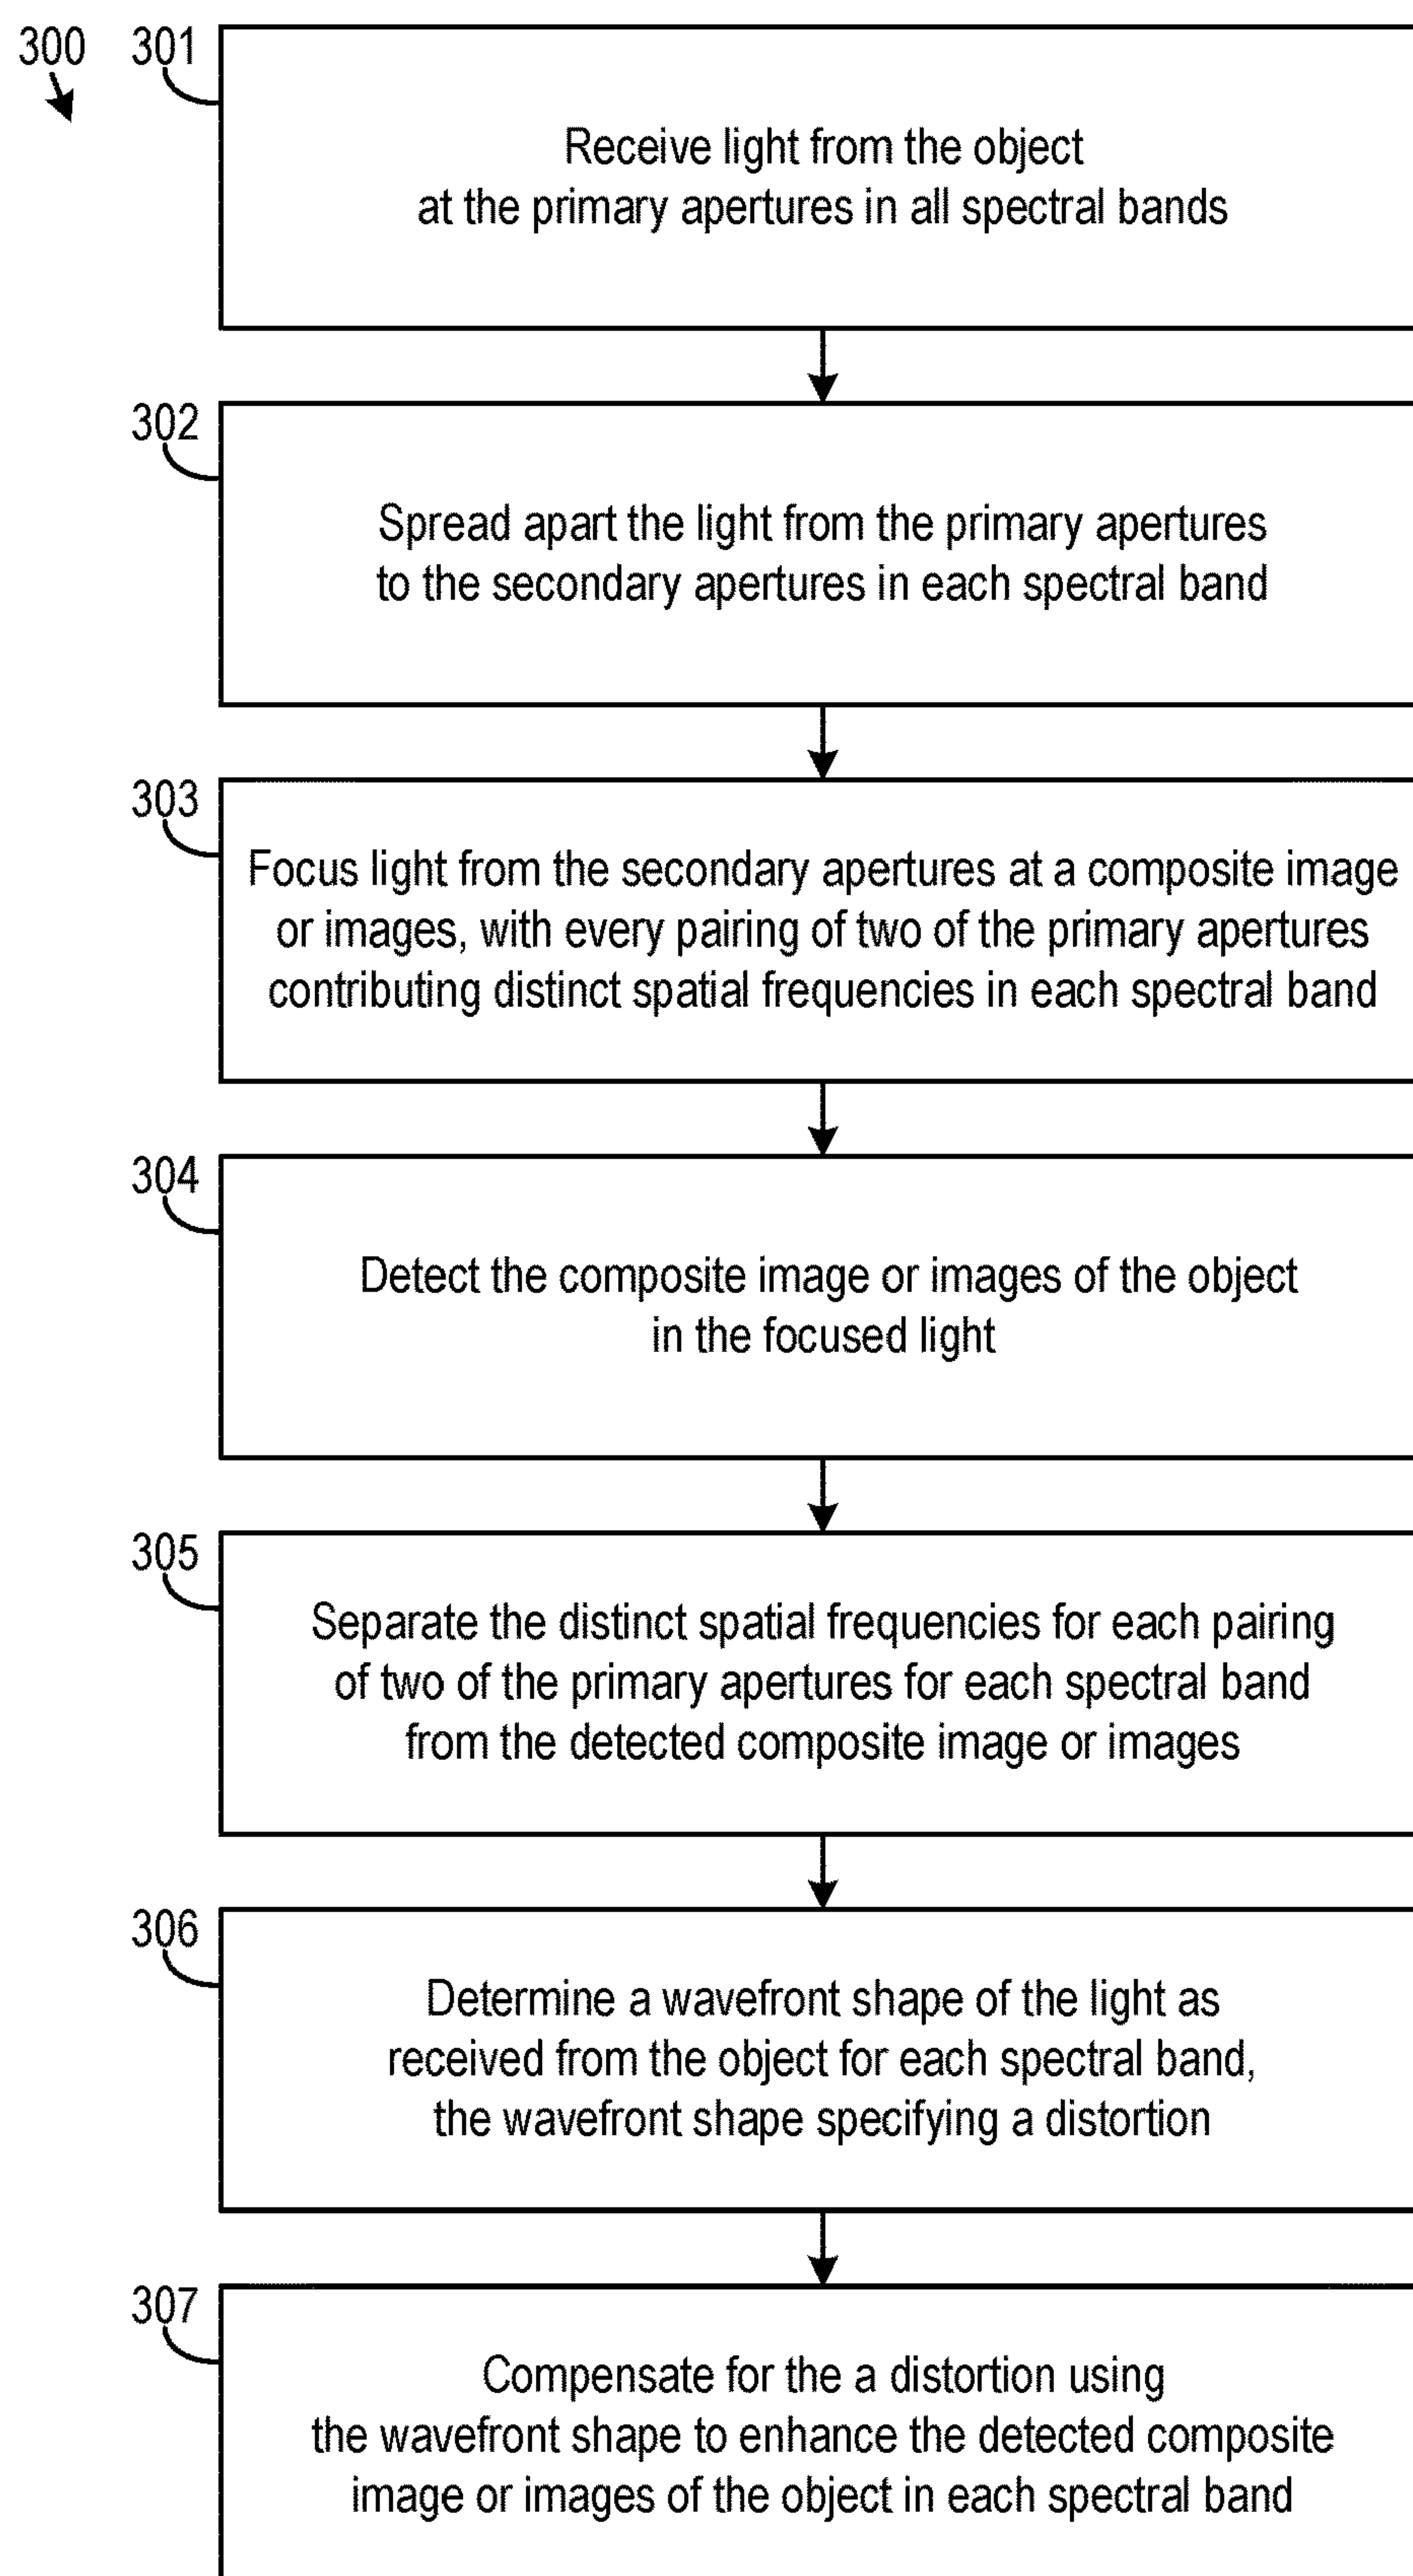 300
301
Receive light from the object
at the primary apertures in all spectral bands
302
Spread apart the light from the primary apertures
to the secondary apertures in each spectral band
303
Focus light from the secondary apertures at a composite image
or images, with every pairing of two of the primary apertures
contributing distinct spatial frequencies in each spectral band
304
Detect the composite image or images of the object
in the focused light
305
Separate the distinct spatial frequencies for each pairing
of two of the primary apertures for each spectral band
from the detected composite image or images
306
Determine a wavefront shape of the light as
received from the object for each spectral band,
the wavefront shape specifying a distortion
307
Compensate for the a distortion using
the wavefront shape to enhance the detected composite
image or images of the object in each spectral band